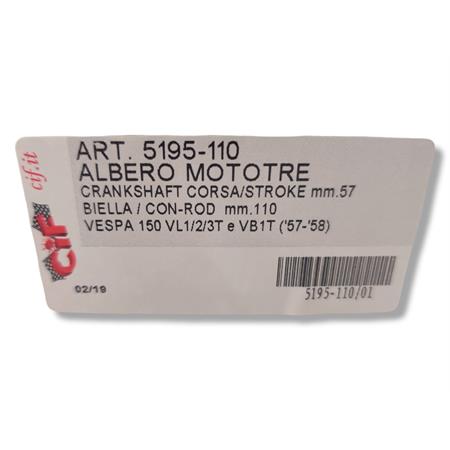 cif.it
CIF
ART. 5195-110
ALBERO MOTOTRE
CRANKSHAFT CORSA/STROKE mm.57
BIELLA / CON-ROD mm.110
VESPA 150 VL1/2/3T e VB1T ('57-'58)
02/19
5195-110/01